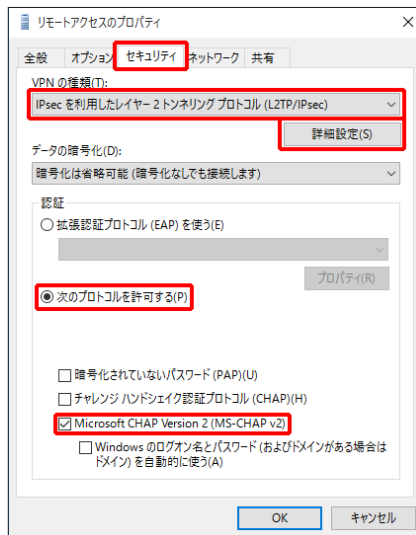 リモートアクセスのプロパティ
全般 オプション セキュリティ ネットワーク 共有
VPN の種類(T):
IPsec を利用したレイヤー 2 トンネリング プロトコル (L2TP/IPsec)
詳細設定(S)
データの暗号化(D):
暗号化は省略可能 (暗号化なしでも接続します)
認証
拡張認証プロトコル (EAP) を使う(E)
プロパティ(R)
次のプロトコルを許可する(P)
暗号化されていないパスワード (PAP)(U)
チャレンジ ハンドシェイク認証プロトコル (CHAP)(H)
Microsoft CHAP Version 2 (MS-CHAP v2)
Windows のログオン名とパスワード (およびドメインがある場合は
ドメイン) を自動的に使う(A)
OK キャンセル